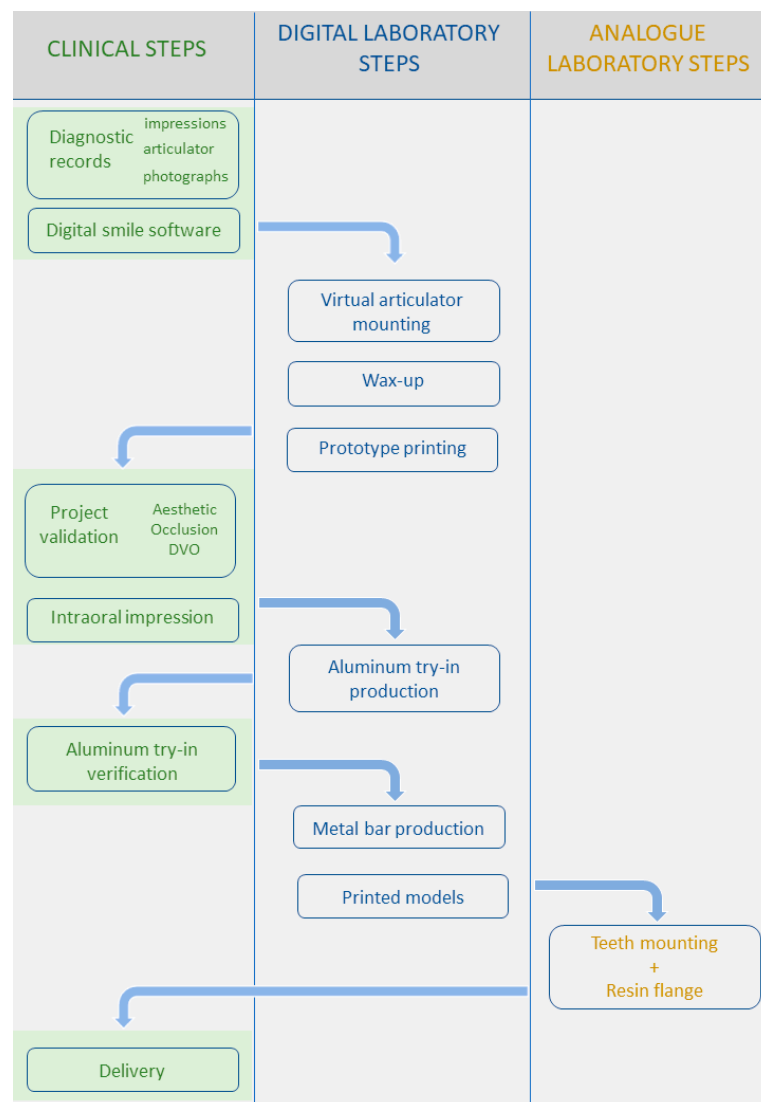 CLINICAL STEPS
DIGITAL LABORATORY
STEPS
ANALOGUE
LABORATORY STEPS
Diagnostic
records
impressions
articulator
photographs
Digital smile software
Virtual articulator
mounting
Wax-up
Prototype printing
Project
validation
Aesthetic
Occlusion
DVO
Intraoral impression
Aluminum try-in
production
Aluminum try-in
verification
Metal bar production
Printed models
Teeth mounting
+
Resin flange
Delivery